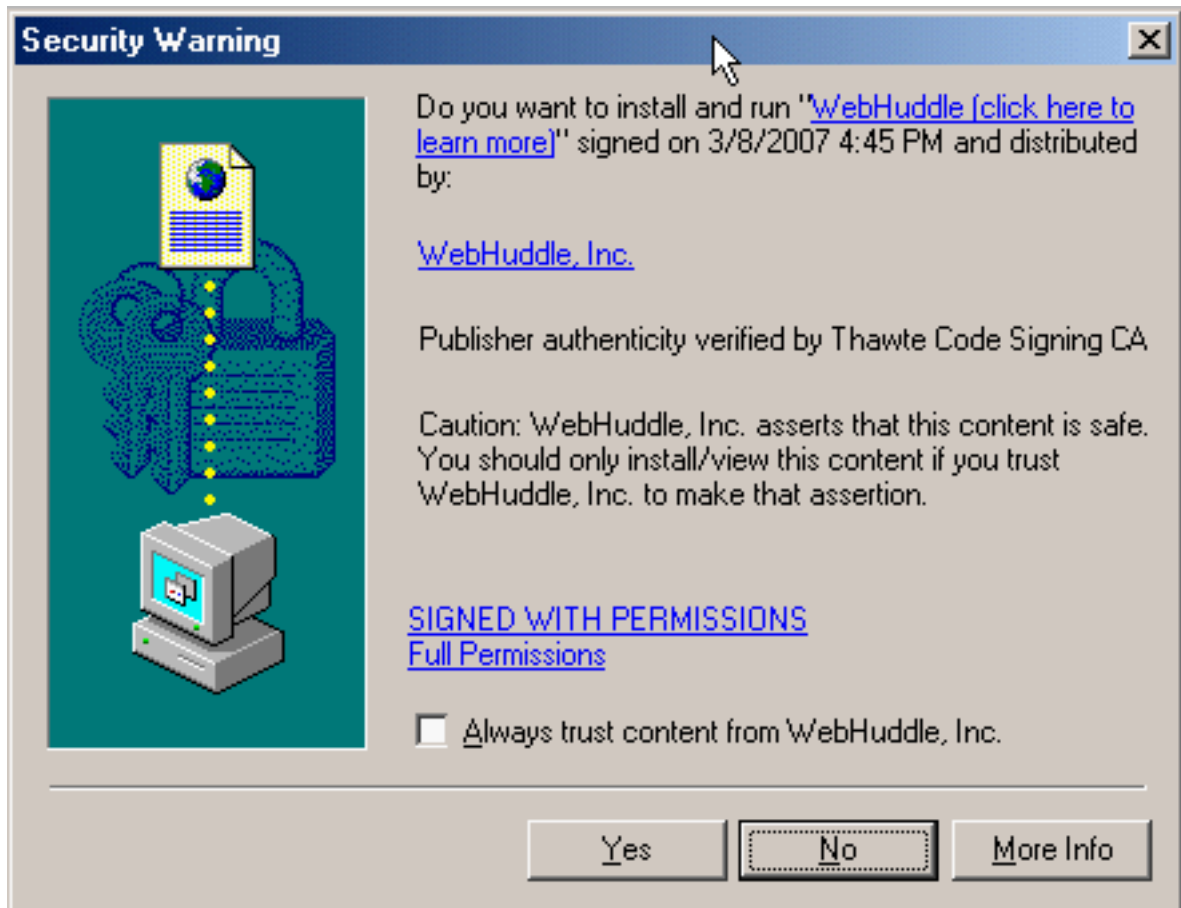 Security Warning
Do you want to install and run "WebHuddle (click here to
learn more)" signed on 3/8/2007 4:45 PM and distributed
by:
WebHuddle, Inc.
Publisher authenticity verified by Thawte Code Signing CA
Caution: WebHuddle, Inc. asserts that this content is safe.
You should only install/view this content if you trust
WebHuddle, Inc. to make that assertion.
SIGNED WITH PERMISSIONS
Full Permissions
Always trust content from WebHuddle, Inc.
Yes No More Info